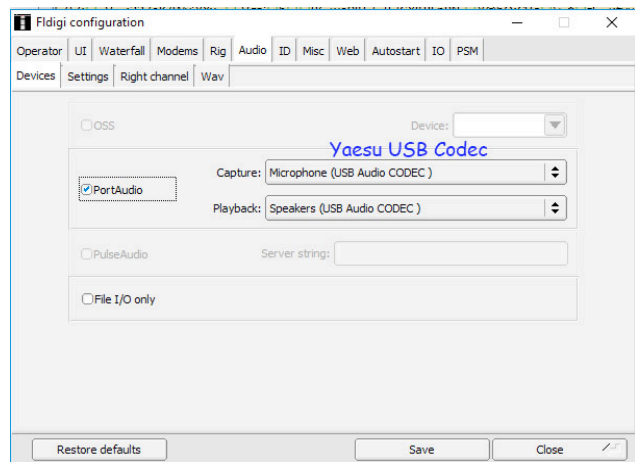 Fldigi configuration
Operator UI Waterfall Modems Rig Audio ID Misc Web Autostart IO PSM
Devices Settings Right channel Wav
OSS Device:
Yaesu USB Codec
Capture: Microphone (USB Audio CODEC )
PortAudio
Playback: Speakers (USB Audio CODEC )
PulseAudio Server string:
File I/O only
Restore defaults Save Close